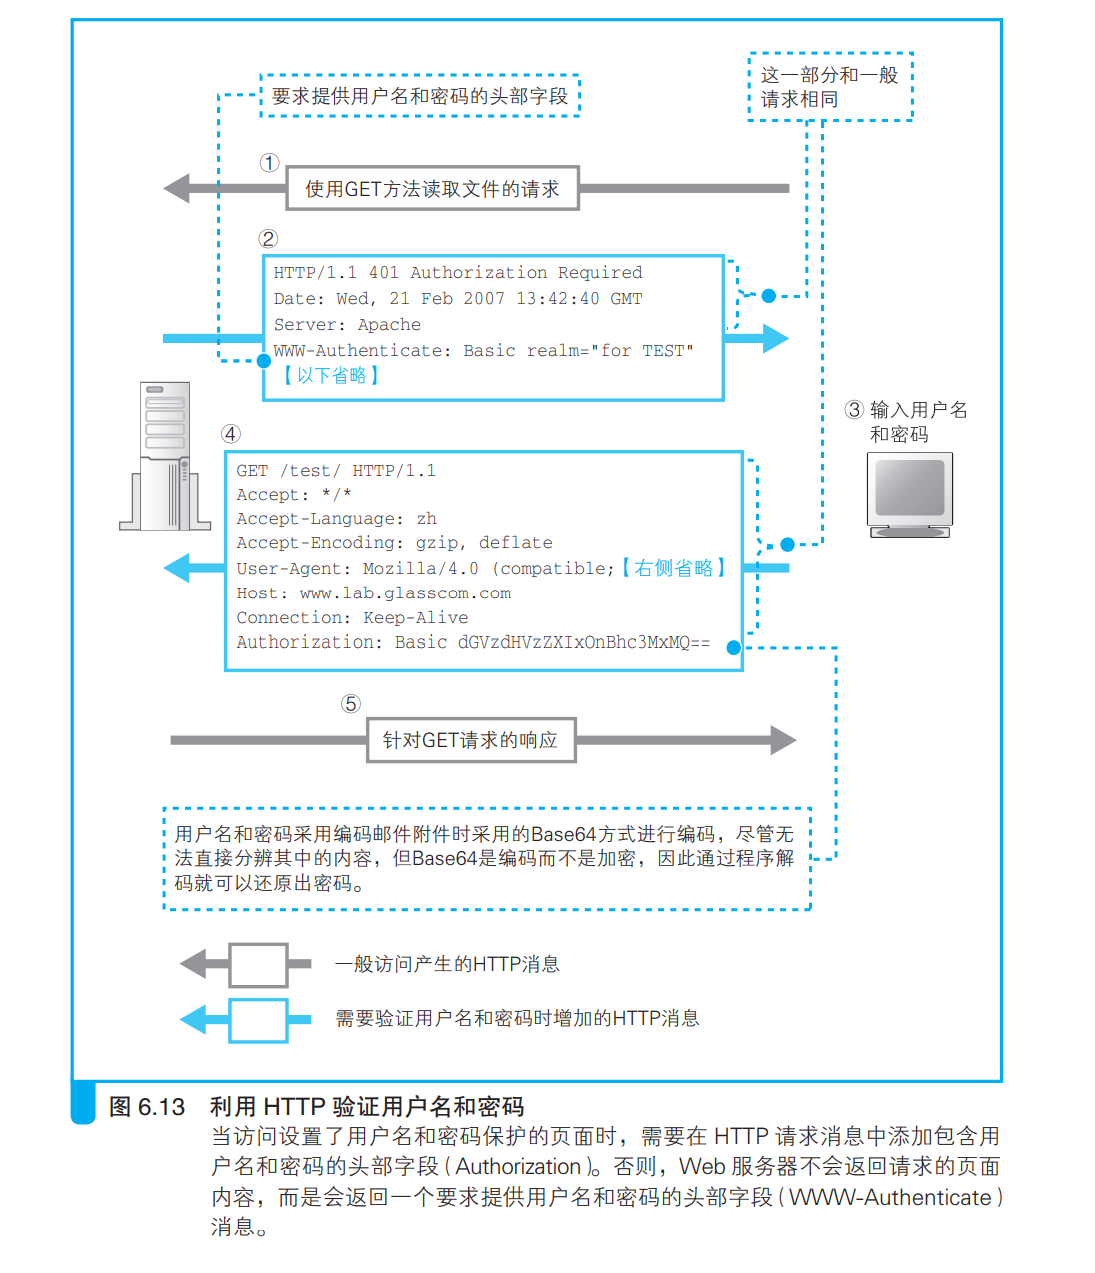 要求提供用户名和密码的头部字段
这一部分和一般
请求相同
①
使用GET方法读取文件的请求
②
HTTP/1.1 401 Authorization Required
Date: Wed, 21 Feb 2007 13:42:40 GMT
Server: Apache
WWW-Authenticate: Basic realm="for TEST"
【以下省略】
③ 输入用户名
和密码
④
GET /test/ HTTP/1.1
Accept: */*
Accept-Language: zh
Accept-Encoding: gzip, deflate
User-Agent: Mozilla/4.0 (compatible;【右侧省略】
Host: www.lab.glasscom.com
Connection: Keep-Alive
Authorization: Basic dGVzdHVzZXIxOnBhc3MxMQ==
⑤
针对GET请求的响应
用户名和密码采用编码邮件附件时采用的Base64方式进行编码，尽管无
法直接分辨其中的内容，但Base64是编码而不是加密，因此通过程序解
码就可以还原出密码。
一般访问产生的HTTP消息
需要验证用户名和密码时增加的HTTP消息
图 6.13 利用 HTTP 验证用户名和密码
当访问设置了用户名和密码保护的页面时，需要在 HTTP 请求消息中添加包含用
户名和密码的头部字段（Authorization）。否则，Web 服务器不会返回请求的页面
内容，而是会返回一个要求提供用户名和密码的头部字段（WWW-Authenticate）
消息。